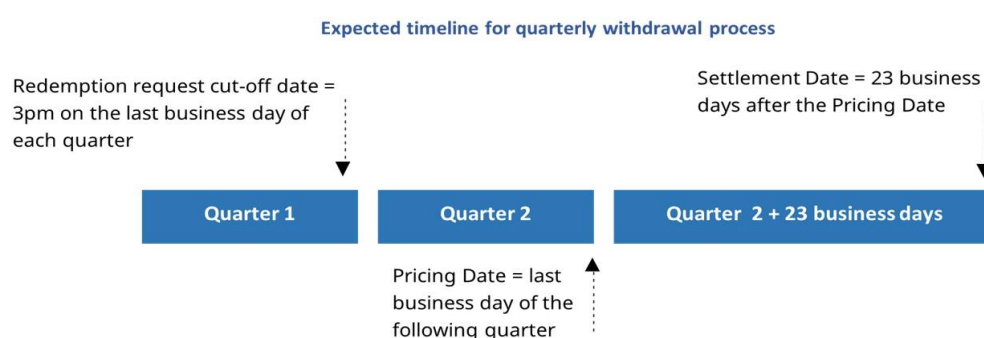 Expected timeline for quarterly withdrawal process
Redemption request cut-off date =
3pm on the last business day of
each quarter
Settlement Date = 23 business
days after the Pricing Date
Quarter 1
Quarter 2
Quarter 2 + 23 business days
Pricing Date = last
business day of the
following quarter